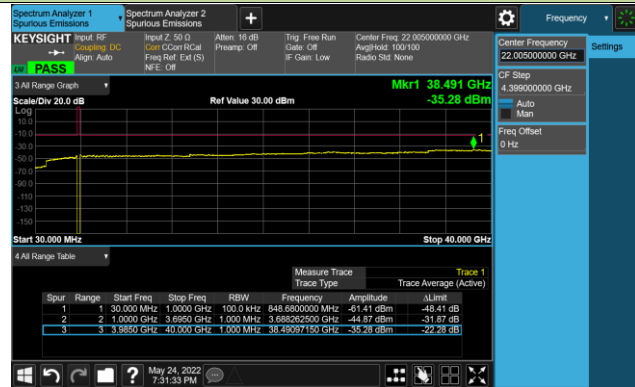 Spectrum Analyzer 1
Spurious Emissions
Spectrum Analyzer 2
Spurious Emissions
+
Frequency
KEYSIGHT
Input: RF
Coupling: DC
Align: Auto
Input Z: 50 Ω
Corr CCorr RCal
Freq Ref: Ext (S)
NFE: Off
Atten: 16 dB
Preamp: Off
Trig: Free Run
Gate: Off
IF Gain: Low
Center Freq: 22.005000000 GHz
Avg|Hold: 100/100
Radio Std: None
PASS
Center Frequency
22.005000000 GHz
Settings
CF Step
4.399000000 GHz
Auto
Man
Freq Offset
0 Hz
3 All Range Graph
Mkr1 38.491 GHz
Scale/Div 20.0 dB
Ref Value 30.00 dBm
-35.28 dBm
Log
10.0
-10.0
-30.0
-50.0
-70.0
-90.0
-110
-130
-150
1
Start 30.000 MHz
Stop 40.000 GHz
4 All Range Table
Measure Trace Trace 1
Trace Type Trace Average (Active)
Spur Range Start Freq Stop Freq RBW Frequency Amplitude ΔLimit
1 1 30.000 MHz 1.0000 GHz 100.0 kHz 848.6800000 MHz -61.41 dBm -48.41 dB
2 2 1.0000 GHz 3.6950 GHz 1.000 MHz 3.688262500 GHz -44.87 dBm -31.87 dB
3 3 3.9850 GHz 40.000 GHz 1.000 MHz 38.49097150 GHz -35.28 dBm -22.28 dB
?
May 24, 2022
7:31:33 PM